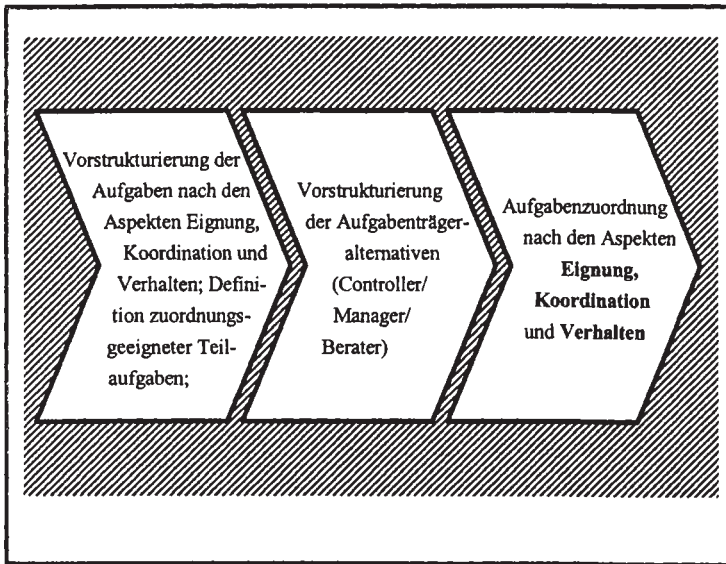 Vorstrukturierung der
Aufgaben nach den
Aspekten Eignung,
Koordination und
Verhalten; Defini-
tion zuordnungs-
geeigneter Teil-
aufgaben;
Vorstrukturierung
der Aufgabenträger-
alternativen
(Controller/
Manager/
Berater)
Aufgabenzuordnung
nach den Aspekten
Eignung,
Koordination
und Verhalten